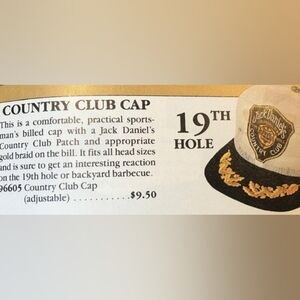 COUNTRY CLUB CAP
This is a comfortable, practical sports-
man's billed cap with a Jack Daniel's
Country Club Patch and appropriate
gold braid on the bill. It fits all head sizes
and is sure to get an interesting reaction
on the 19th hole or backyard barbecue.
96605 Country Club Cap
(adjustable) ...........$9.50
19TH
HOLE
Jack Daniel's
COUNTRY CLUB